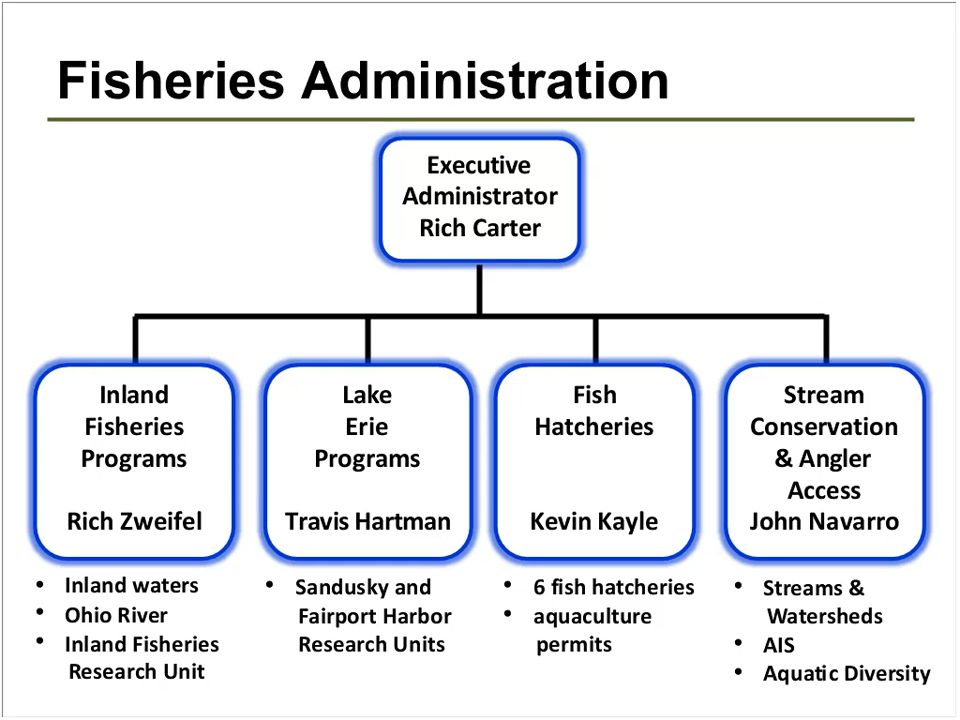 Fisheries Administration
Executive
Administrator
Rich Carter
Inland
Fisheries
Programs
Rich Zweifel
Lake
Erie
Programs
Travis Hartman
Fish
Hatcheries
Kevin Kayle
Stream
Conservation
& Angler
Access
John Navarro
• Inland waters
• Ohio River
• Inland Fisheries
Research Unit
• Sandusky and
Fairport Harbor
Research Units
• 6 fish hatcheries
• aquaculture
permits
• Streams &
Watersheds
• AIS
• Aquatic Diversity